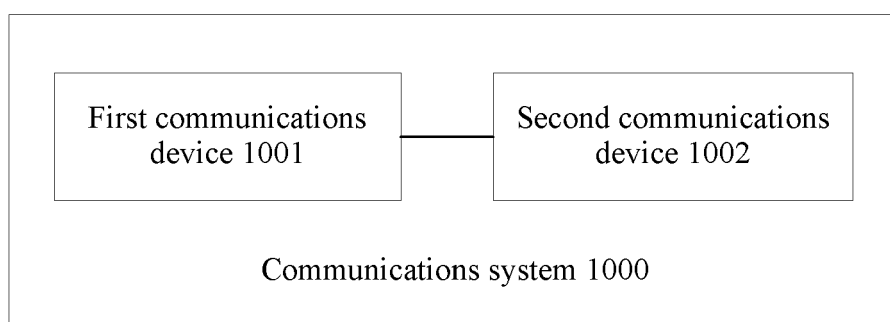 First communications
device 1001
Second communications
device 1002
Communications system 1000